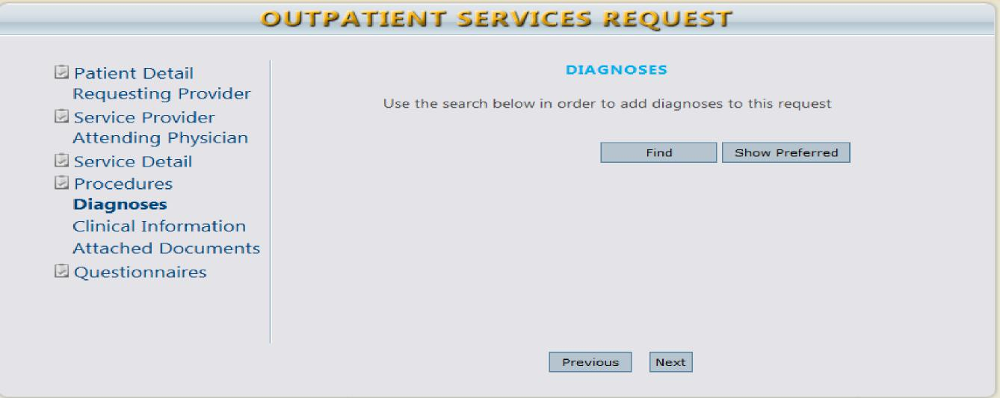 OUTPATIENT SERVICES REQUEST
Patient Detail
Requesting Provider
Service Provider
Attending Physician
Service Detail
Procedures
Diagnoses
Clinical Information
Attached Documents
Questionnaires
DIAGNOSES
Use the search below in order to add diagnoses to this request
Find Show Preferred
Previous Next